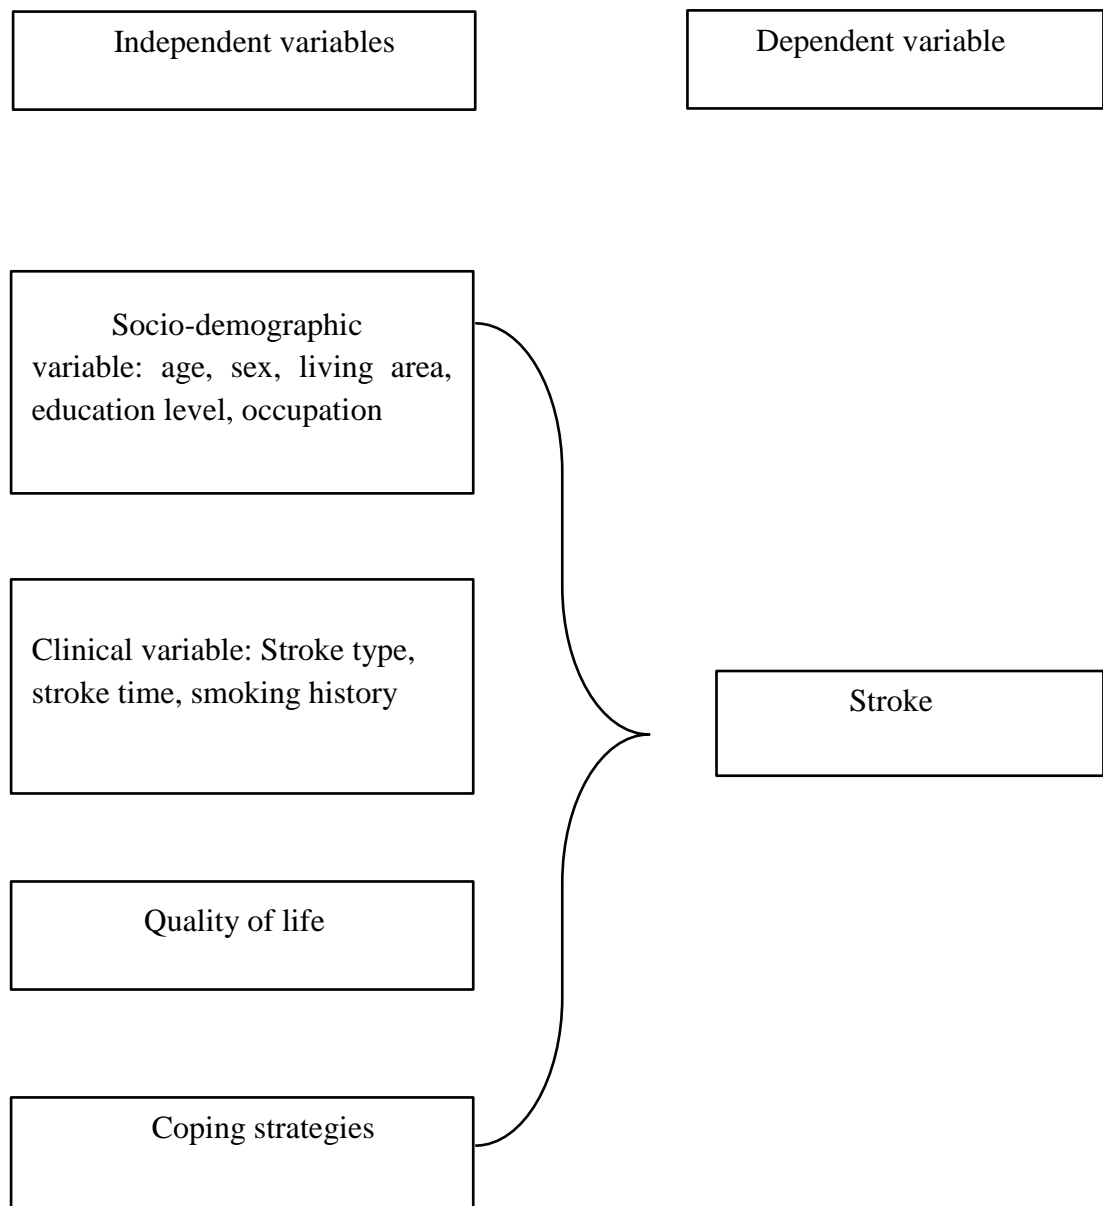 Independent variables
Dependent variable
Socio-demographic
variable: age, sex, living area,
education level, occupation
Clinical variable: Stroke type,
stroke time, smoking history
Stroke
Quality of life
Coping strategies